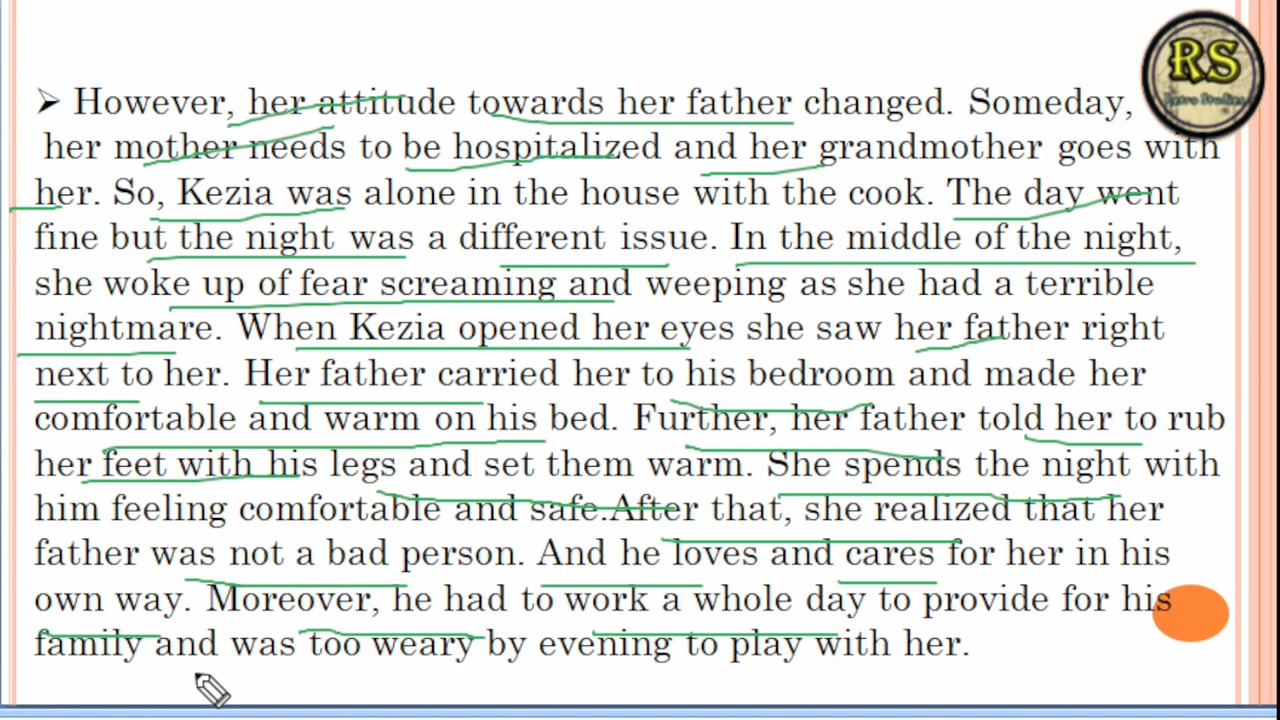 RS
Retro Studies
➢ However, her attitude towards her father changed. Someday,
her mother needs to be hospitalized and her grandmother goes with
her. So, Kezia was alone in the house with the cook. The day went
fine but the night was a different issue. In the middle of the night,
she woke up of fear screaming and weeping as she had a terrible
nightmare. When Kezia opened her eyes she saw her father right
next to her. Her father carried her to his bedroom and made her
comfortable and warm on his bed. Further, her father told her to rub
her feet with his legs and set them warm. She spends the night with
him feeling comfortable and safe.After that, she realized that her
father was not a bad person. And he loves and cares for her in his
own way. Moreover, he had to work a whole day to provide for his
family and was too weary by evening to play with her.